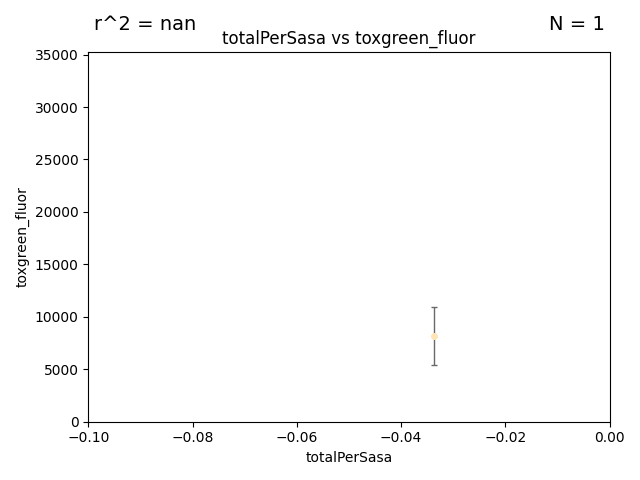 r^2 = nan
N = 1
totalPerSasa vs toxgreen_fluor
35000
30000
25000
20000
15000
10000
5000
0
toxgreen_fluor
−0.10
−0.08
−0.06
−0.04
−0.02
0.00
totalPerSasa